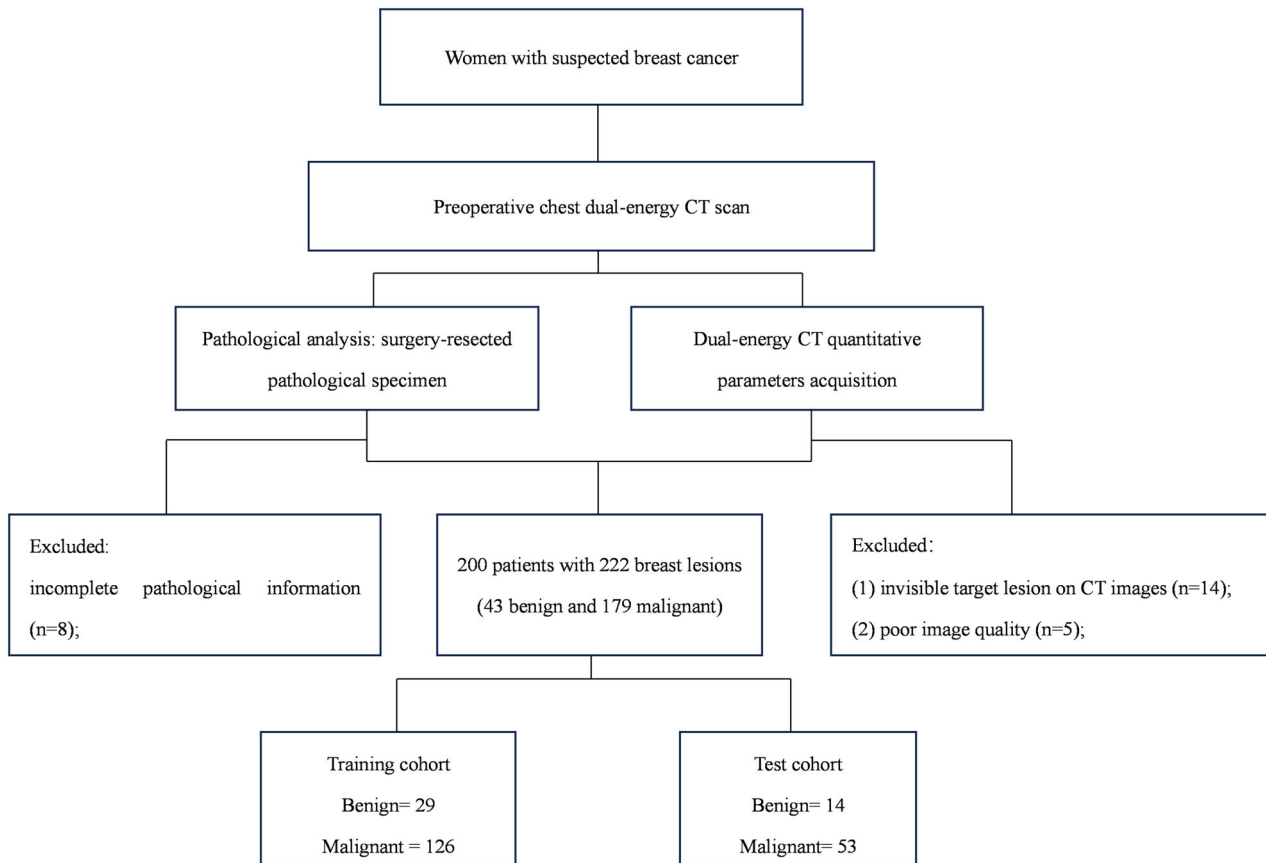 Women with suspected breast cancer
Preoperative chest dual-energy CT scan
Pathological analysis: surgery-resected
pathological specimen
Dual-energy CT quantitative
parameters acquisition
Excluded:
incomplete pathological information
(n=8);
200 patients with 222 breast lesions
(43 benign and 179 malignant)
Excluded：
(1) invisible target lesion on CT images (n=14);
(2) poor image quality (n=5);
Training cohort
Benign= 29
Malignant = 126
Test cohort
Benign= 14
Malignant= 53